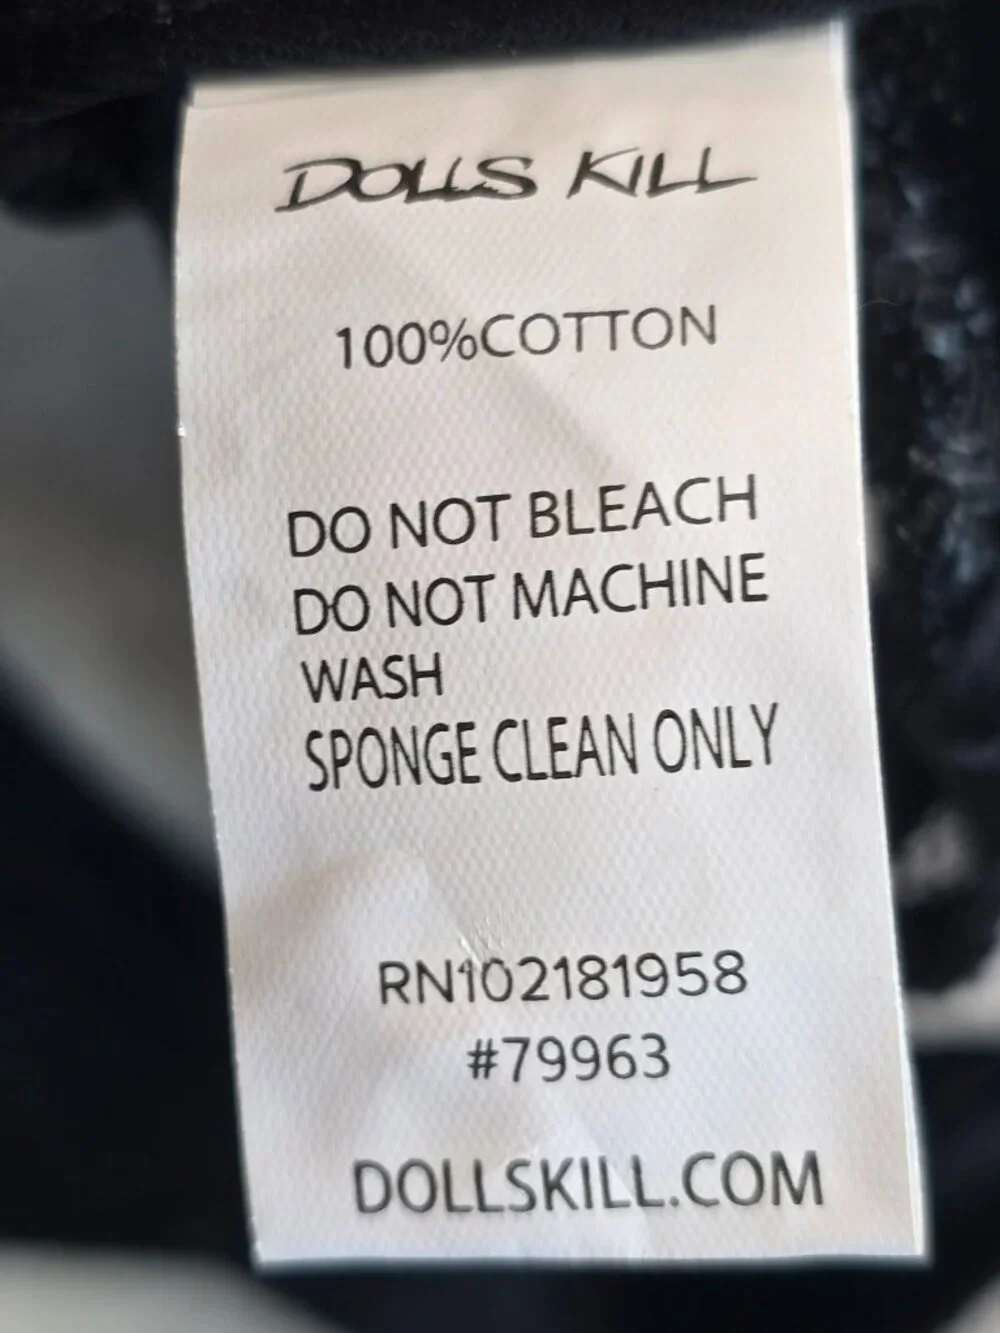 DOLLS KILL
100%COTTON
DO NOT BLEACH
DO NOT MACHINE
WASH
SPONGE CLEAN ONLY
RN102181958
#79963
DOLLSKILL.COM